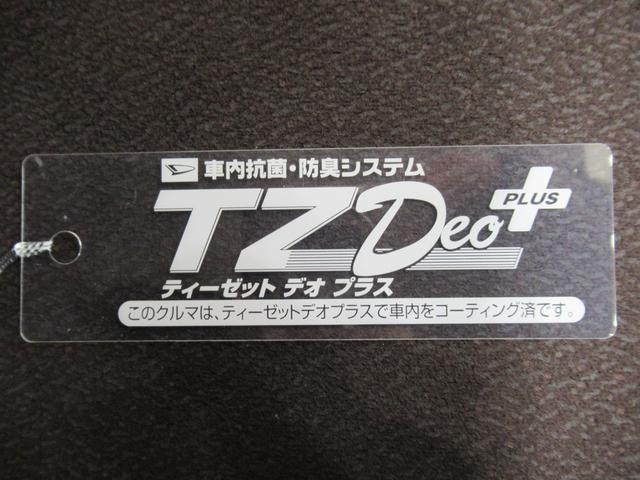 車内抗菌・防臭システム
TZ Deo PLUS
ティーゼット デオ プラス
このクルマは、ティーゼットデオプラスで車内をコーティング済です。